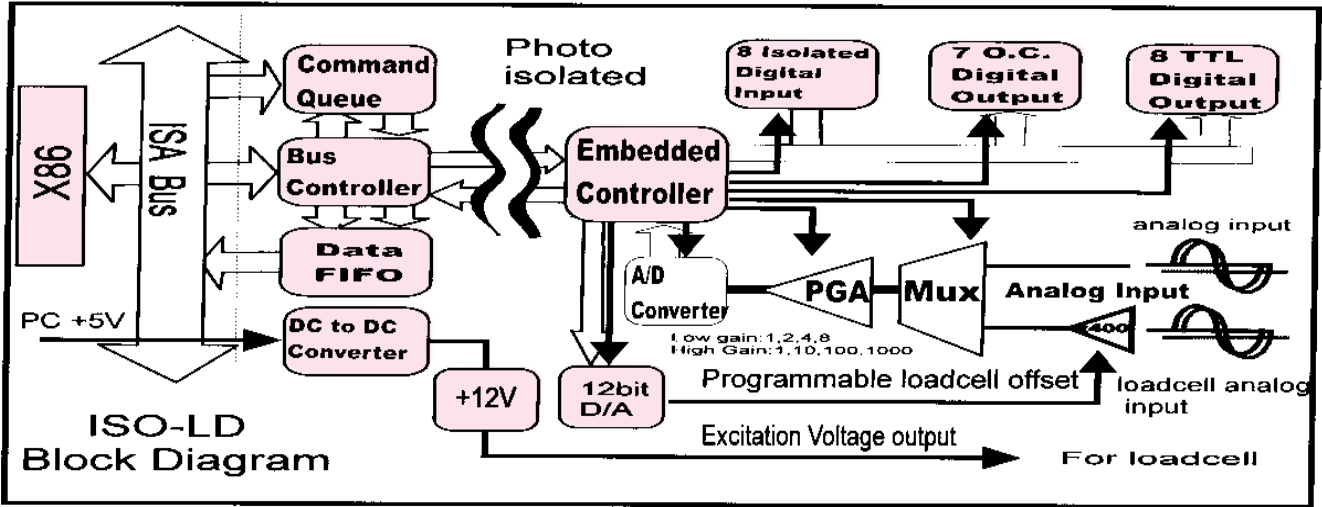 ISO-LD
Block Diagram
X86
ISA Bus
PC +5V
Command
Queue
Bus
Controller
Data
FIFO
DC to DC
Converter
+12V
Photo
isolated
Embedded
Controller
8 Isolated
Digital
Input
7 O.C.
Digital
Output
8 TTL
Digital
Output
A/D
Converter
PGA
Mux
Low gain:1,2,4,8
High Gain:1,10,100,1000
analog input
Analog Input
400
loadcell analog
input
12bit
D/A
Programmable loadcell offset
Excitation Voltage output
For loadcell